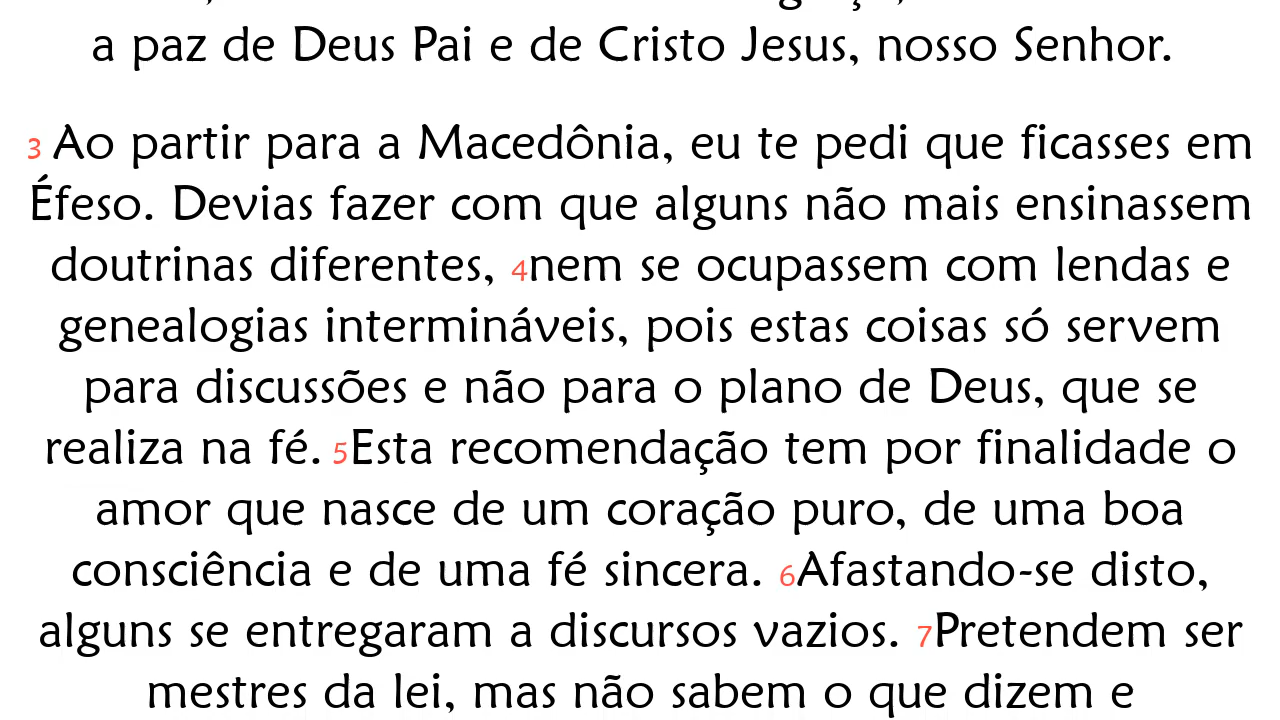 a paz de Deus Pai e de Cristo Jesus, nosso Senhor.
3 Ao partir para a Macedônia, eu te pedi que ficasses em
Éfeso. Devias fazer com que alguns não mais ensinassem
doutrinas diferentes, 4nem se ocupassem com lendas e
genealogias intermináveis, pois estas coisas só servem
para discussões e não para o plano de Deus, que se
realiza na fé. 5Esta recomendação tem por finalidade o
amor que nasce de um coração puro, de uma boa
consciência e de uma fé sincera. 6Afastando-se disto,
alguns se entregaram a discursos vazios. 7Pretendem ser
mestres da lei, mas não sabem o que dizem e